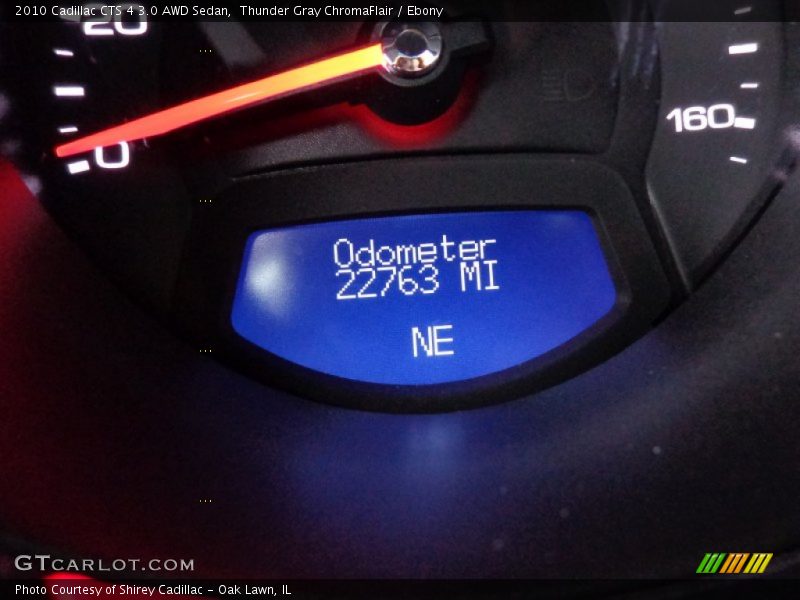 2010 Cadillac CTS 4 3.0 AWD Sedan,  Thunder Gray ChromaFlair / Ebony
20
0
160
Odometer
22763 MI
NE
GTCARLOT.COM
Photo Courtesy of Shirey Cadillac - Oak Lawn, IL